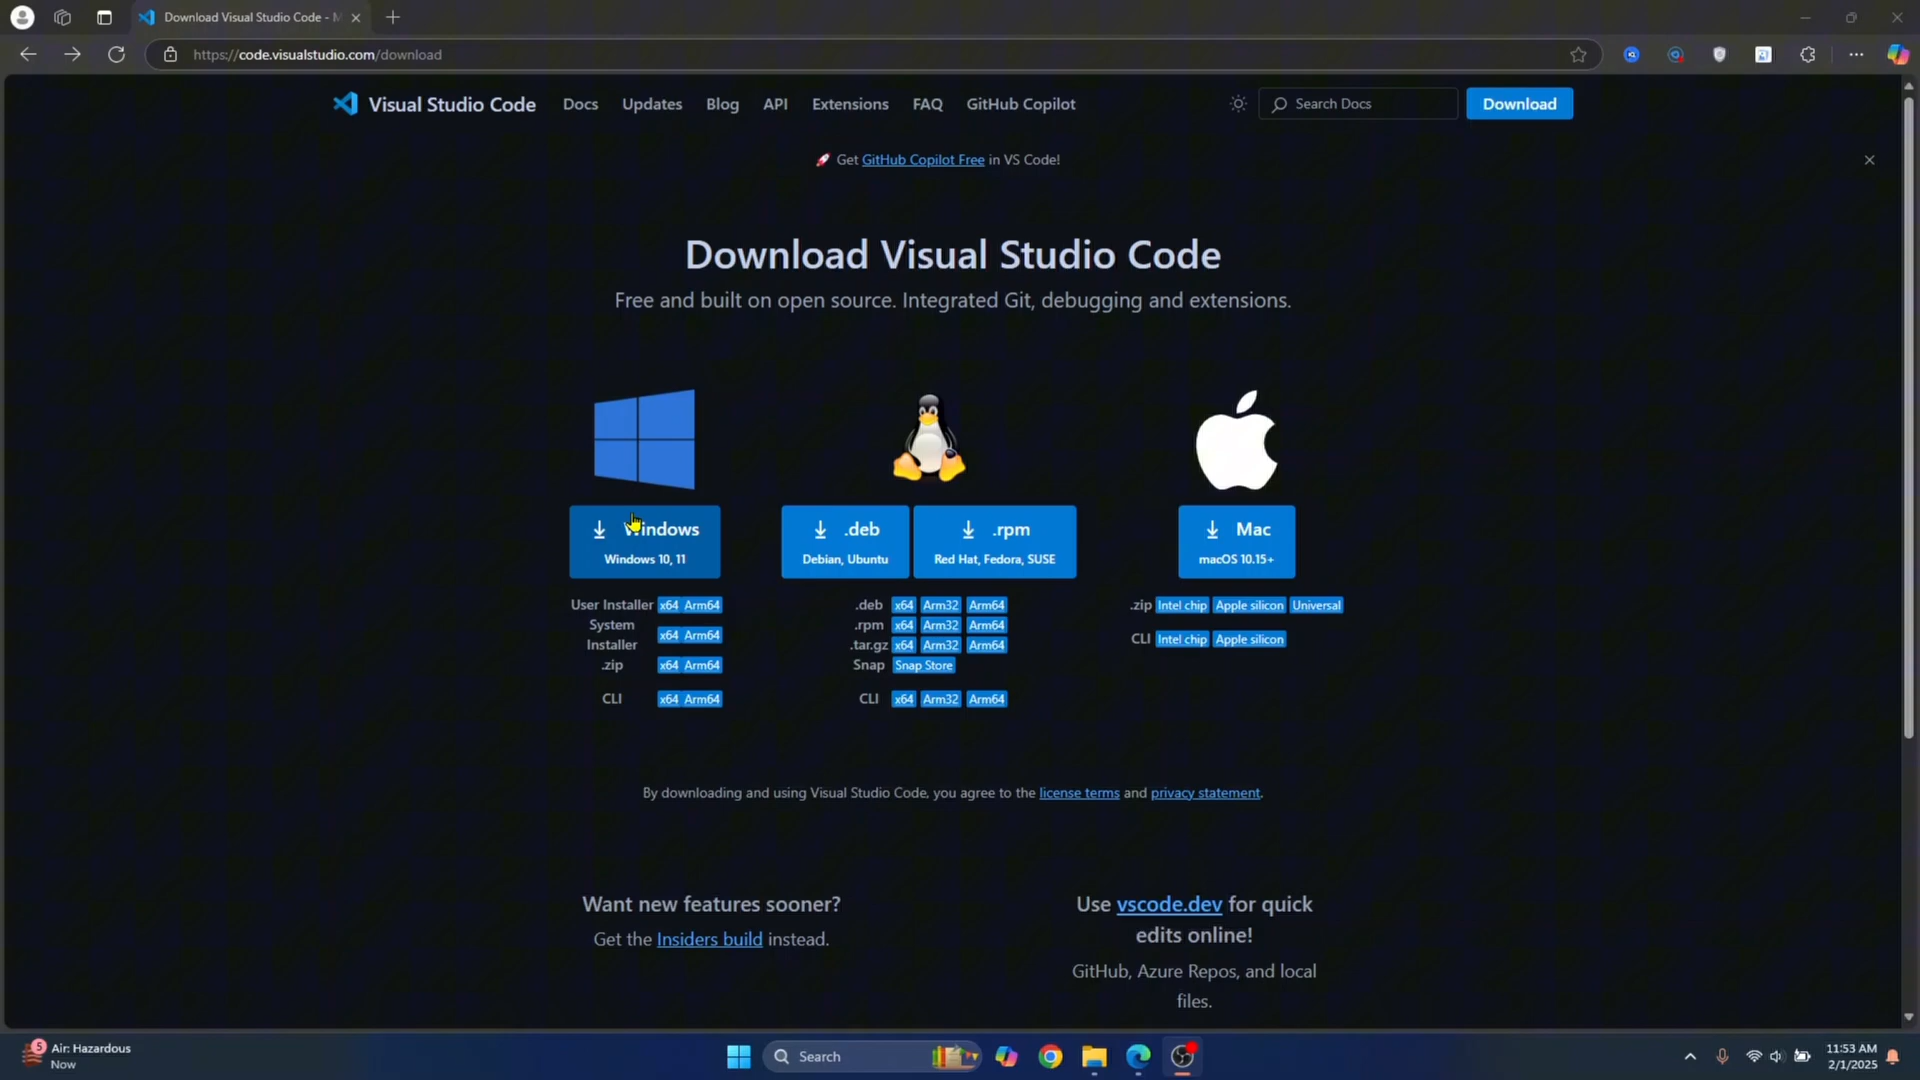 Download Visual Studio Code - M
https://code.visualstudio.com/download
Visual Studio Code Docs Updates Blog API Extensions FAQ GitHub Copilot Search Docs Download
🚀 Get GitHub Copilot Free in VS Code!
Download Visual Studio Code
Free and built on open source. Integrated Git, debugging and extensions.
Windows
Windows 10, 11
User Installer x64 Arm64
System
Installer x64 Arm64
.zip x64 Arm64
CLI x64 Arm64
.deb
Debian, Ubuntu
.rpm
Red Hat, Fedora, SUSE
.deb x64 Arm32 Arm64
.rpm x64 Arm32 Arm64
.tar.gz x64 Arm32 Arm64
Snap Snap Store
CLI x64 Arm32 Arm64
Mac
macOS 10.15+
.zip Intel chip Apple silicon Universal
CLI Intel chip Apple silicon
By downloading and using Visual Studio Code, you agree to the license terms and privacy statement.
Want new features sooner?
Get the Insiders build instead.
Use vscode.dev for quick
edits online!
GitHub, Azure Repos, and local
files.
5
Air: Hazardous
Now
Search
11:53 AM
2/1/2025